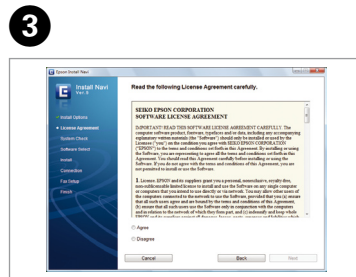 3
Epson Install Navi
Install Navi
Ver. 3
Install Options
License Agreement
System Check
Software Select
Install
Connection
Fax Setup
Finish
Read the following License Agreement carefully.
SEIKO EPSON CORPORATION
SOFTWARE LICENSE AGREEMENT
IMPORTANT! READ THIS SOFTWARE LICENSE AGREEMENT CAREFULLY. The
computer software product, fontware, typefaces and/or data, including any accompanying
explanatory written materials (the "Software") should only be installed or used by the
Licensee ("you") on the condition you agree with SEIKO EPSON CORPORATION
("EPSON") to the terms and conditions set forth in this Agreement. By installing or using
the Software, you are representing to agree all the terms and conditions set forth in this
Agreement. You should read this Agreement carefully before installing or using the
Software. If you do not agree with the terms and conditions of this Agreement, you are
not permitted to install or use the Software.
1. License. EPSON and its suppliers grant you a personal, nonexclusive, royalty-free,
non-sublicensable limited license to install and use the Software on any single computer
or computers that you intend to use directly or via network. You may allow other users of
the computers connected to the network to use the Software, provided that you (a) ensure
that all such users agree and are bound by the terms and conditions of this Agreement,
(b) ensure that all such users use the Software only in conjunction with the computers
and in relation to the network of which they form part, and (c) indemnify and keep whole
Agree
Disagree
Cancel
Back
Next